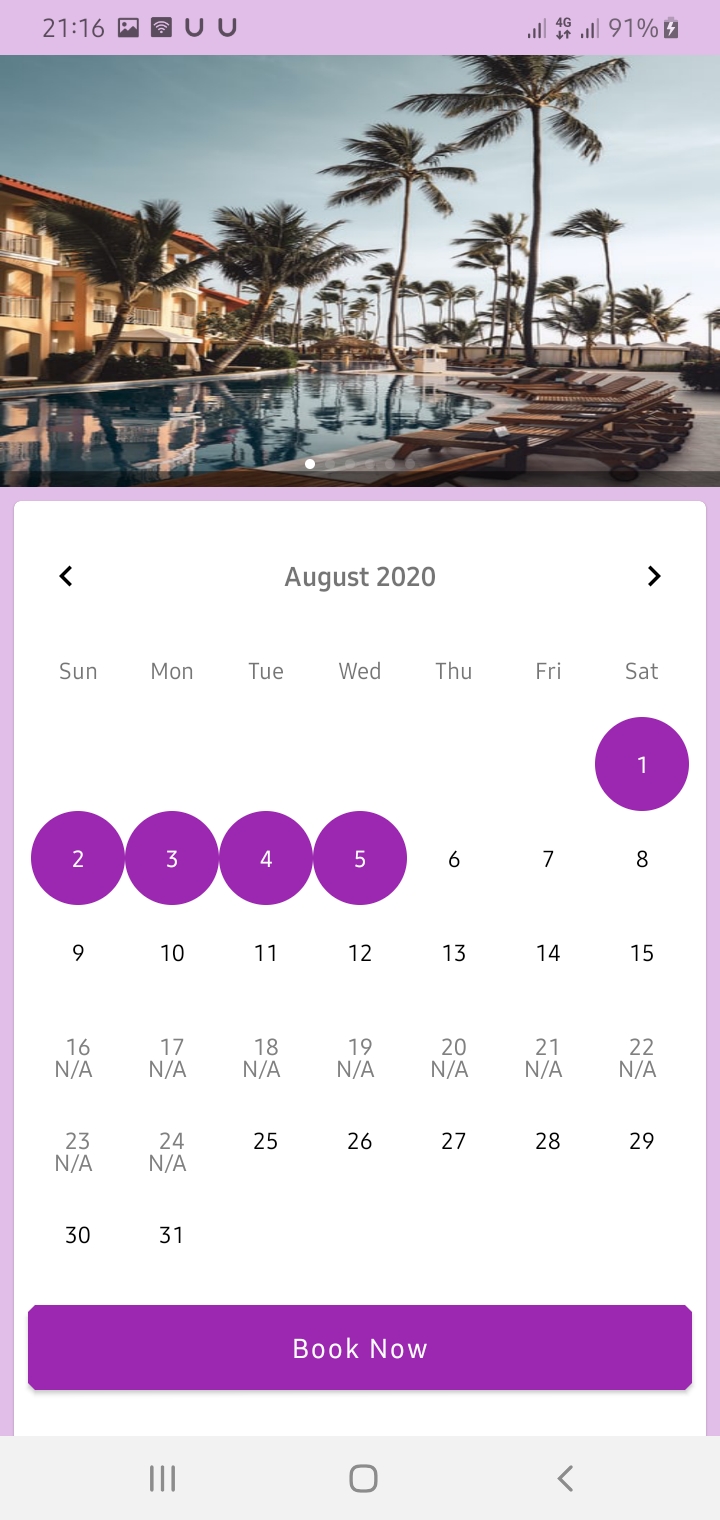 21:16 4G 91%
August 2020
Sun Mon Tue Wed Thu Fri Sat
1
2 3 4 5 6 7 8
9 10 11 12 13 14 15
16 17 18 19 20 21 22
N/A N/A N/A N/A N/A N/A N/A
23 24 25 26 27 28 29
N/A N/A
30 31
Book Now